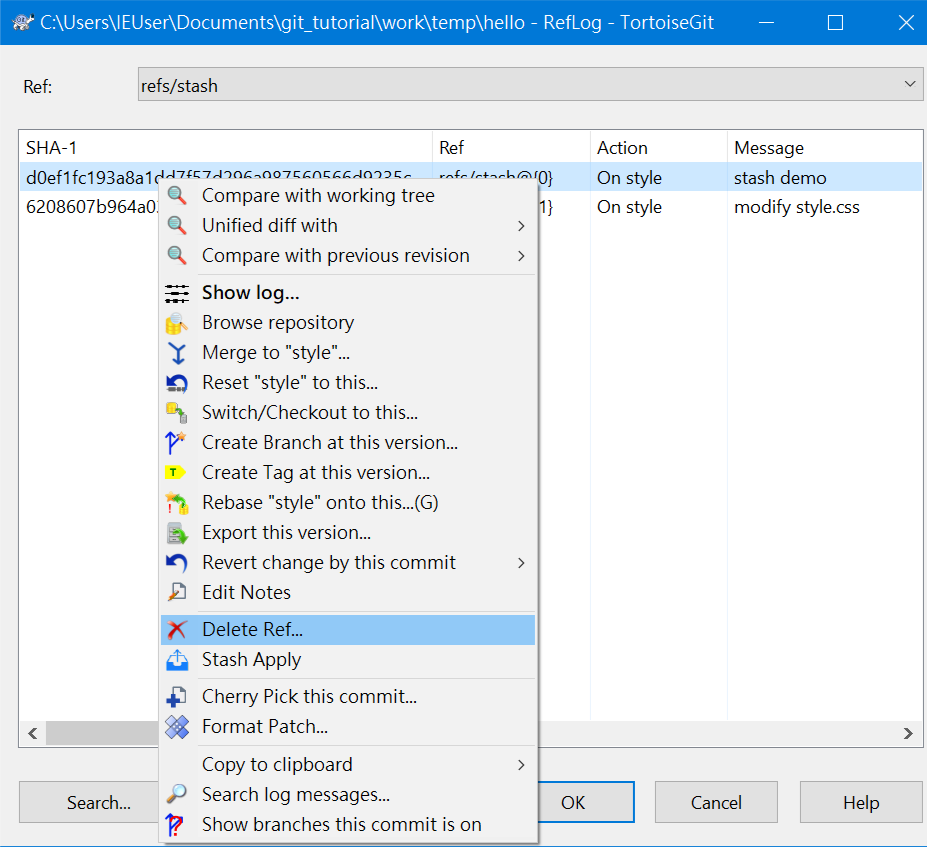 C:\Users\IEUser\Documents\git_tutorial\work\temp\hello - RefLog - TortoiseGit
Ref: refs/stash
SHA-1 Ref Action Message
d0ef1fc193a8a1dd7f57d296a987560566d9235c refs/stash@{0} On style stash demo
6208607b964a0 1} On style modify style.css
Compare with working tree
Unified diff with
Compare with previous revision
Show log...
Browse repository
Merge to "style"...
Reset "style" to this...
Switch/Checkout to this...
Create Branch at this version...
T Create Tag at this version...
Rebase "style" onto this...(G)
Export this version...
Revert change by this commit
Edit Notes
Delete Ref...
Stash Apply
Cherry Pick this commit...
Format Patch...
Copy to clipboard
Search log messages...
Show branches this commit is on
Search... OK Cancel Help